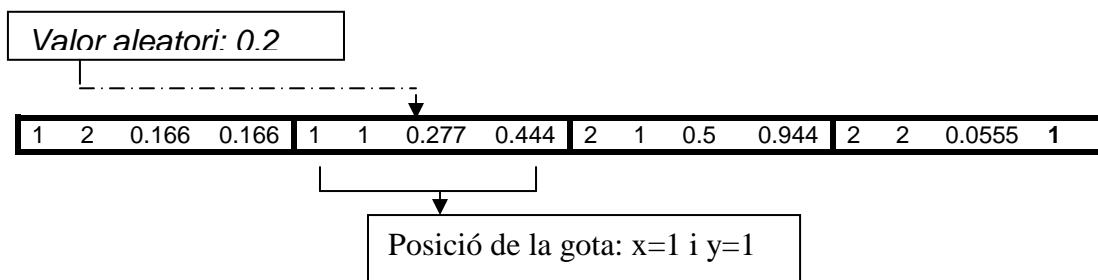 Valor aleatori: 0.2
1 2 0.166 0.166 1 1 0.277 0.444 2 1 0.5 0.944 2 2 0.0555 1
Posició de la gota: x=1 i y=1